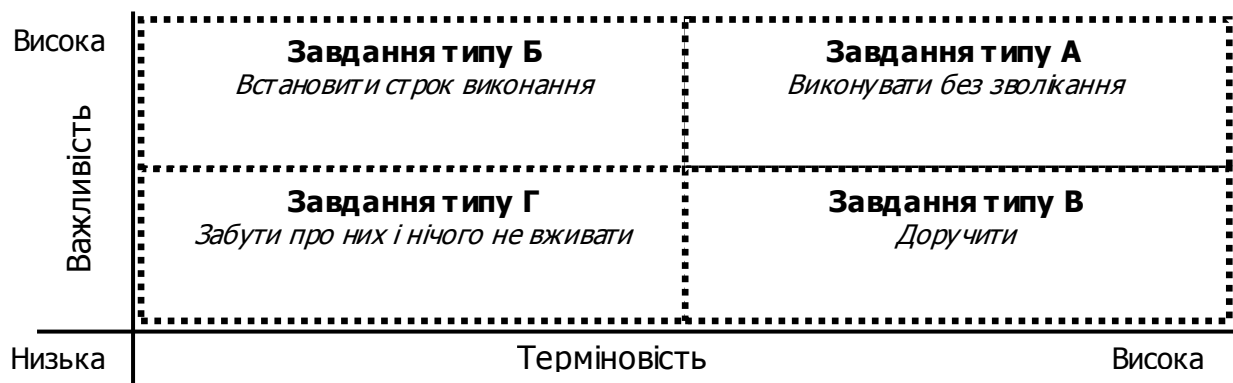 Висока
Завдання типу Б
Встановити строк виконання
Завдання типу А
Виконувати без зволікання
Важливість
Завдання типу Г
Забути про них і нічого не вживати
Завдання типу В
Доручити
Низька
Терміновість
Висока